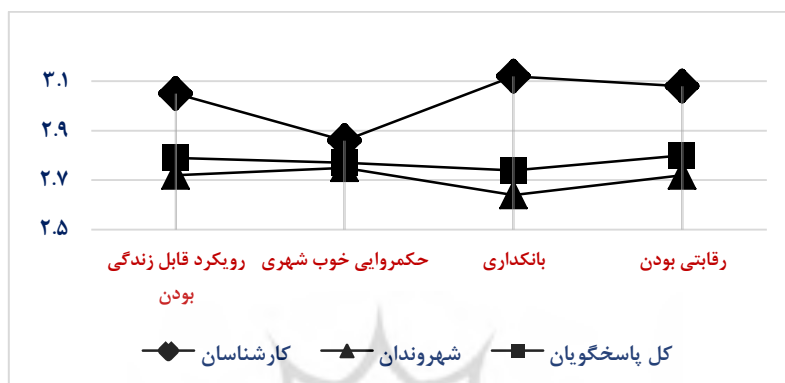 ۳.۱
۲.۹
۲.۷
۲.۵
رویکرد قابل زندگی
بودن
حکمروایی خوب شهری
بانکداری
رقابتی بودن
کارشناسان
شهروندان
کل پاسخگویان